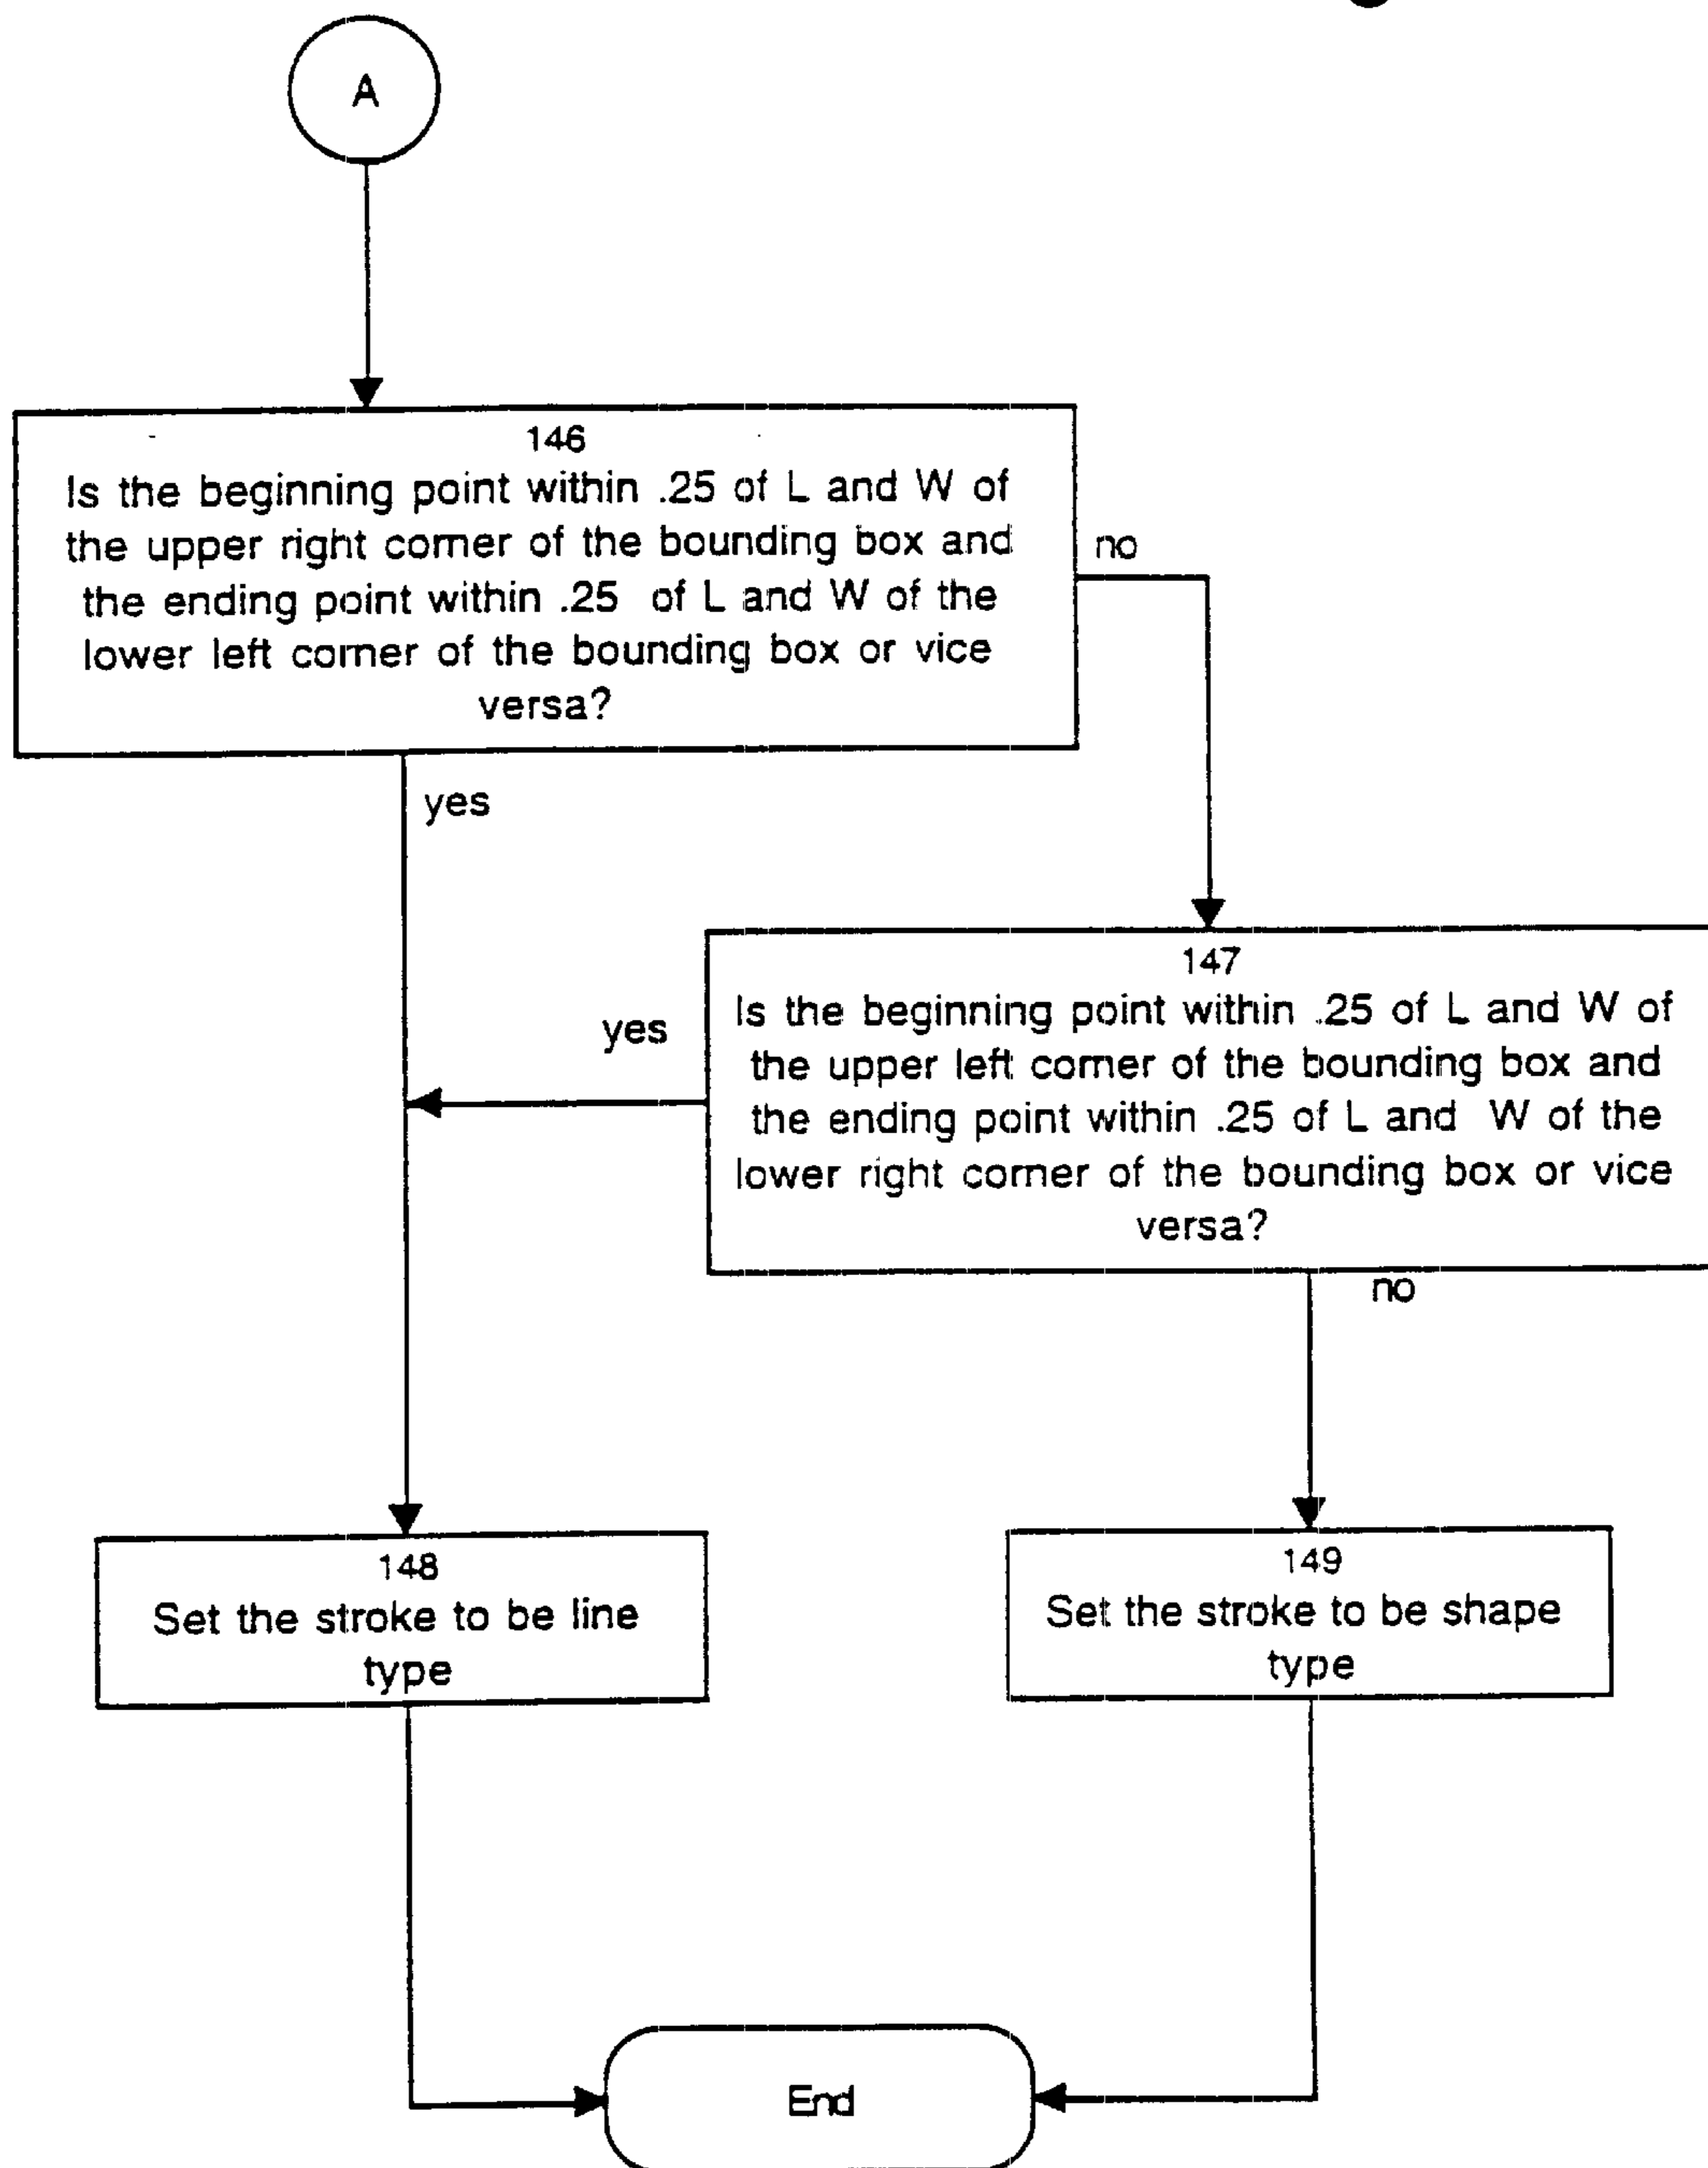 A
146
Is the beginning point within .25 of L and W of
the upper right corner of the bounding box and
the ending point within .25 of L and W of the
lower left corner of the bounding box or vice
versa?
no
yes
147
Is the beginning point within .25 of L and W of
the upper left corner of the bounding box and
the ending point within .25 of L and W of the
lower right corner of the bounding box or vice
versa?
yes
no
148
Set the stroke to be line
type
149
Set the stroke to be shape
type
End